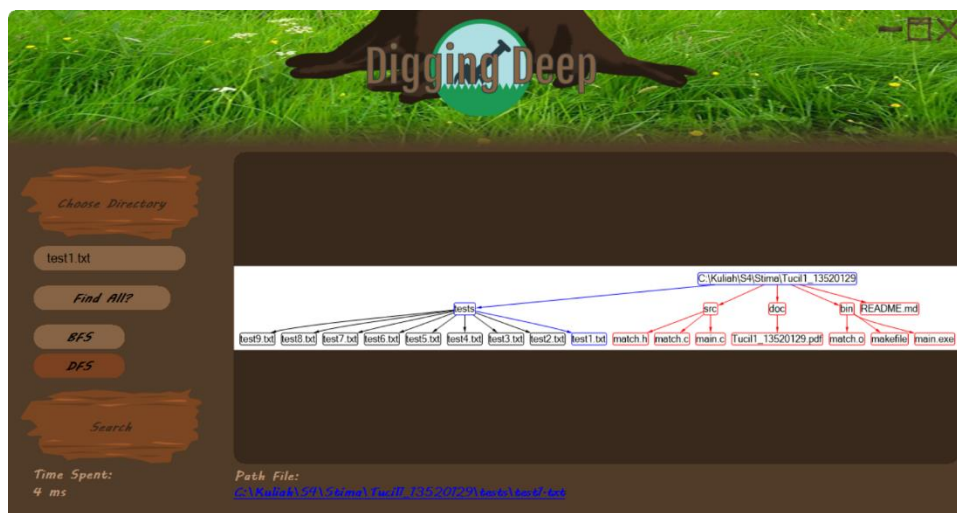 Digging Deep
Choose Directory
test1.txt
Find All?
BFS
DFS
Search
Time Spent:
4 ms
C:\Kuliah\S4\Stima\Tucil1_13520129
tests
src
doc
bin
README.md
test9.txt
test8.txt
test7.txt
test6.txt
test5.txt
test4.txt
test3.txt
test2.txt
test1.txt
match.h
match.c
main.c
Tucil1_13520129.pdf
match.o
makefile
main.exe
Path File:
C:\Kuliah\S4\Stima\Tucil1_13520129\tests\test1.txt